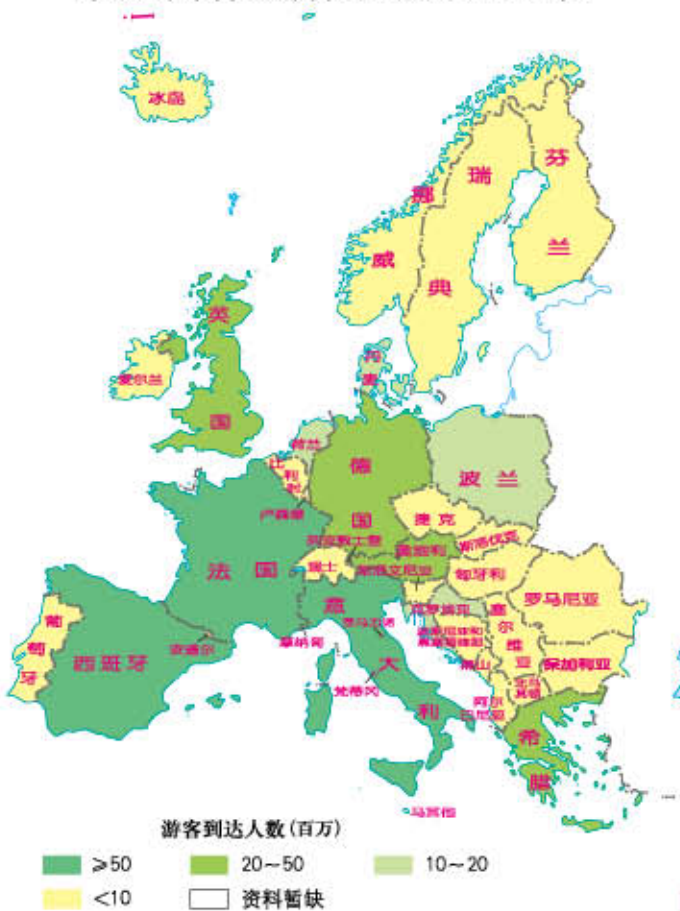 冰岛
芬
瑞
挪
兰
威
典
英
丹
麦
爱尔兰
国
荷兰
德
比
利
时
波兰
卢森堡
捷克
国
斯洛伐克
列支敦士登
奥地利
法国
瑞士
斯洛文尼亚
匈牙利
罗马尼亚
意
克罗地亚
塞
尔
维
亚
葡
萄
牙
圣马力诺
西班牙
安道尔
摩纳哥
大
保加利亚
梵蒂冈
利
阿尔
巴尼亚
希
腊
马耳他
游客到达人数(百万)
≥50
20～50
10～20
<10
资料暂缺